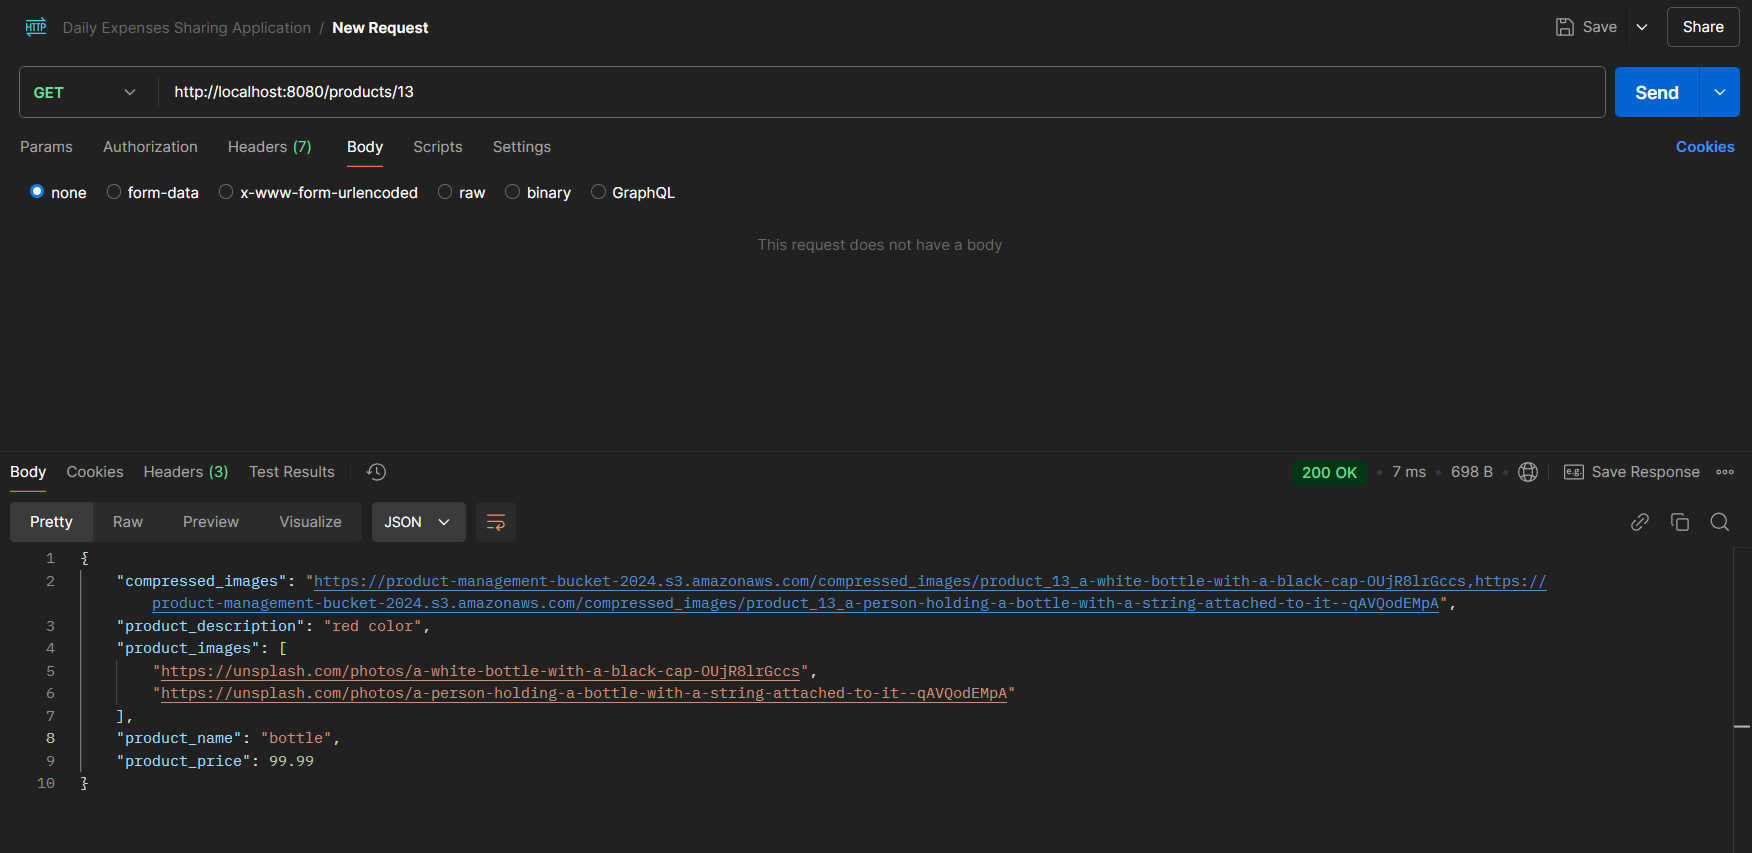 HTTP Daily Expenses Sharing Application / New Request Save Share
GET http://localhost:8080/products/13 Send
Params Authorization Headers (7) Body Scripts Settings Cookies
none form-data x-www-form-urlencoded raw binary GraphQL
This request does not have a body
Body Cookies Headers (3) Test Results 200 OK • 7 ms • 698 B • e.g. Save Response
Pretty Raw Preview Visualize JSON
1 {
2 "compressed_images": "https://product-management-bucket-2024.s3.amazonaws.com/compressed_images/product_13_a-white-bottle-with-a-black-cap-OUjR8lrGccs,https://
product-management-bucket-2024.s3.amazonaws.com/compressed_images/product_13_a-person-holding-a-bottle-with-a-string-attached-to-it--qAVQodEMpA",
3 "product_description": "red color",
4 "product_images": [
5 "https://unsplash.com/photos/a-white-bottle-with-a-black-cap-OUjR8lrGccs",
6 "https://unsplash.com/photos/a-person-holding-a-bottle-with-a-string-attached-to-it--qAVQodEMpA"
7 ],
8 "product_name": "bottle",
9 "product_price": 99.99
10 }